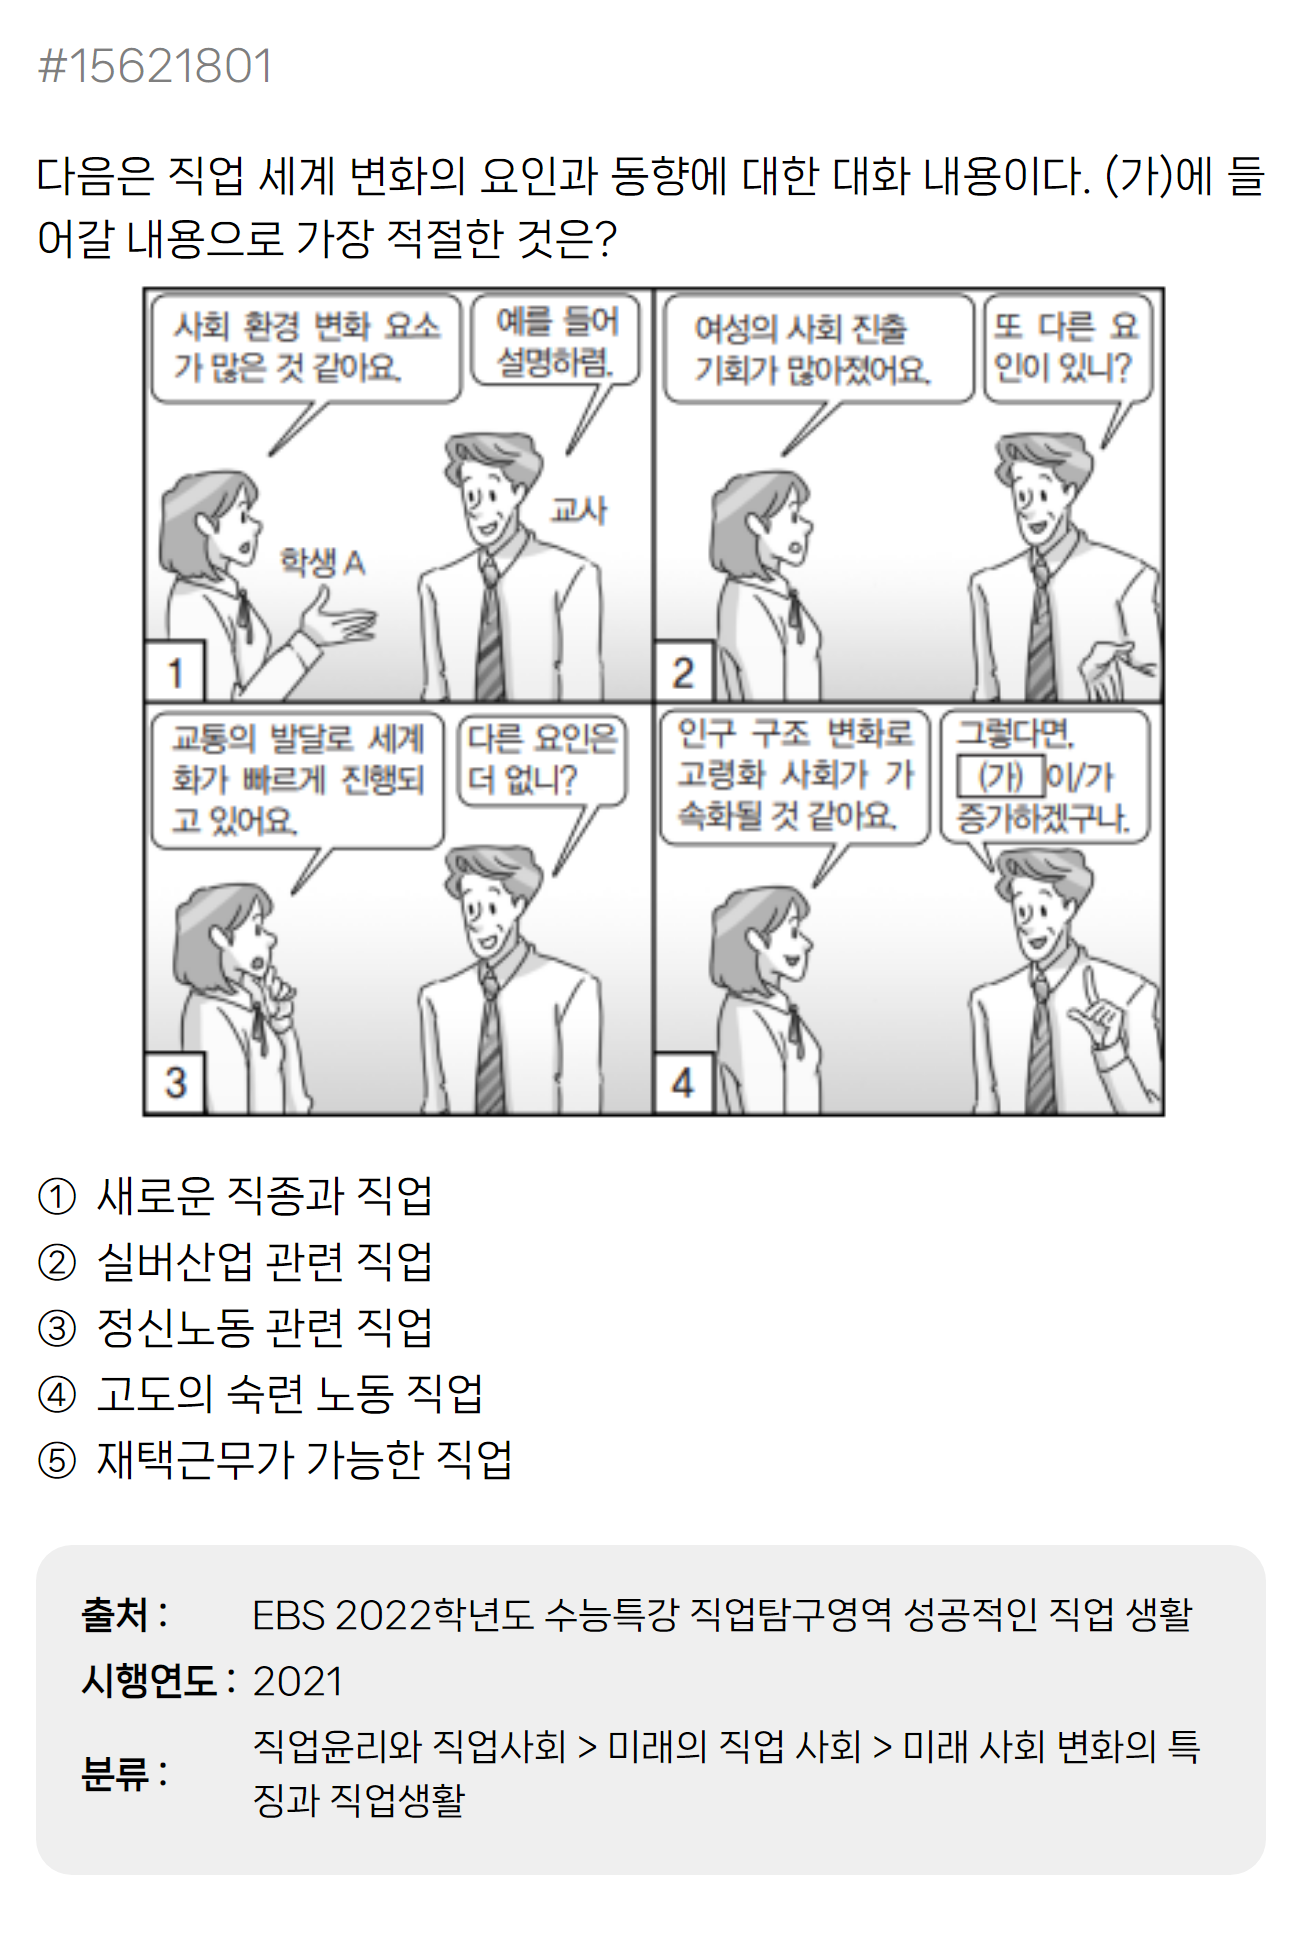 #15621801
다음은 직업 세계 변화의 요인과 동향에 대한 대화 내용이다. (가)에 들
어갈 내용으로 가장 적절한 것은?
사회 환경 변화 요소
가 많은 것 같아요.
예를 들어
설명하렴.
학생 A
교사
1
여성의 사회 진출
기회가 많아졌어요.
또 다른 요
인이 있니?
2
교통의 발달로 세계
화가 빠르게 진행되
고 있어요.
다른 요인은
더 없니?
3
인구 구조 변화로
고령화 사회가 가
속화될 것 같아요.
그렇다면,
(가) 이/가
증가하겠구나.
4
① 새로운 직종과 직업
② 실버산업 관련 직업
③ 정신노동 관련 직업
④ 고도의 숙련 노동 직업
⑤ 재택근무가 가능한 직업
출처 : EBS 2022학년도 수능특강 직업탐구영역 성공적인 직업 생활
시행연도 : 2021
분류 : 직업윤리와 직업사회 > 미래의 직업 사회 > 미래 사회 변화의 특
징과 직업생활